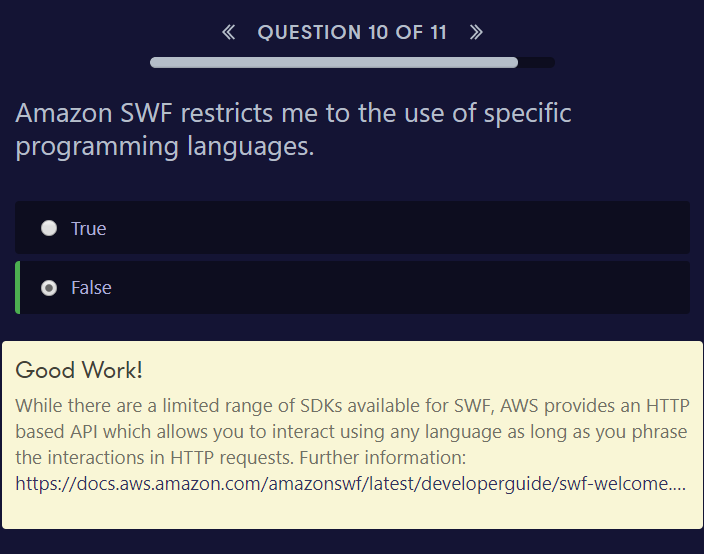 « QUESTION 10 OF 11 »
Amazon SWF restricts me to the use of specific
programming languages.
True
False
Good Work!
While there are a limited range of SDKs available for SWF, AWS provides an HTTP
based API which allows you to interact using any language as long as you phrase
the interactions in HTTP requests. Further information:
https://docs.aws.amazon.com/amazonswf/latest/developerguide/swf-welcome....